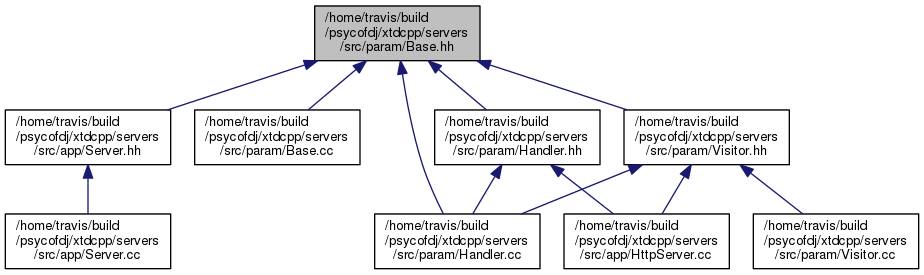 /home/travis/build
/psycofdj/xtdcpp/servers
/src/param/Base.hh
/home/travis/build
/psycofdj/xtdcpp/servers
/src/app/Server.hh
/home/travis/build
/psycofdj/xtdcpp/servers
/src/param/Base.cc
/home/travis/build
/psycofdj/xtdcpp/servers
/src/param/Handler.hh
/home/travis/build
/psycofdj/xtdcpp/servers
/src/param/Visitor.hh
/home/travis/build
/psycofdj/xtdcpp/servers
/src/app/Server.cc
/home/travis/build
/psycofdj/xtdcpp/servers
/src/param/Handler.cc
/home/travis/build
/psycofdj/xtdcpp/servers
/src/app/HttpServer.cc
/home/travis/build
/psycofdj/xtdcpp/servers
/src/param/Visitor.cc